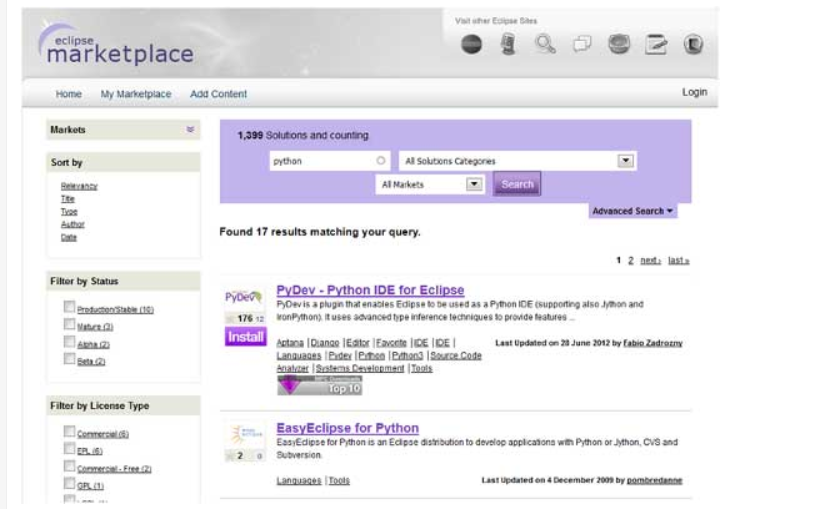 Visit other Eclipse Sites
eclipse
marketplace
Home My Marketplace Add Content
Login
Markets
Sort by
Relevancy
Title
Type
Author
Date
Filter by Status
Production/Stable (10)
Mature (3)
Alpha (2)
Beta (2)
Filter by License Type
Commercial (6)
EPL (6)
Commercial - Free (2)
GPL (1)
1,399 Solutions and counting.
python
All Solutions Categories
All Markets
Search
Advanced Search
Found 17 results matching your query.
1 2 next › last »
PyDev
176 12
Install
PyDev - Python IDE for Eclipse
PyDev is a plugin that enables Eclipse to be used as a Python IDE (supporting also Jython and
IronPython). It uses advanced type inference techniques to provide features ...
Aptana | Django | Editor | Favorite | IDE | IDE |
Languages | Pydev | Python | Python3 | Source Code
Analyzer | Systems Development | Tools
Last Updated on 28 June 2012 by Fabio Zadrozny
MPC Downloads
Top 10
2 0
EasyEclipse for Python
EasyEclipse for Python is an Eclipse distribution to develop applications with Python or Jython, CVS and
Subversion.
Languages | Tools
Last Updated on 4 December 2009 by pombredanne